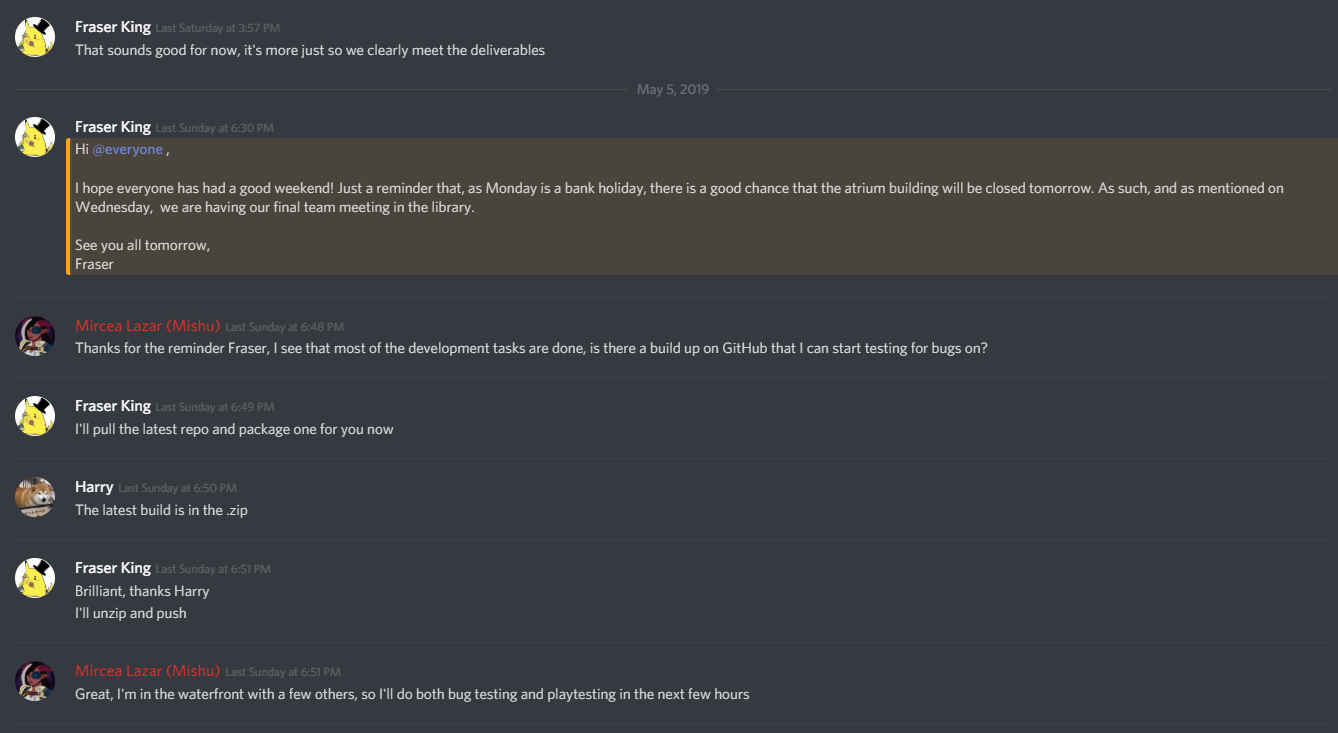 Fraser King Last Saturday at 3:57 PM
That sounds good for now, it's more just so we clearly meet the deliverables
May 5, 2019
Fraser King Last Sunday at 6:30 PM
Hi @everyone ,
I hope everyone has had a good weekend! Just a reminder that, as Monday is a bank holiday, there is a good chance that the atrium building will be closed tomorrow. As such, and as mentioned on
Wednesday,  we are having our final team meeting in the library.
See you all tomorrow,
Fraser
Mircea Lazar (Mishu) Last Sunday at 6:48 PM
Thanks for the reminder Fraser, I see that most of the development tasks are done, is there a build up on GitHub that I can start testing for bugs on?
Fraser King Last Sunday at 6:49 PM
I'll pull the latest repo and package one for you now
Harry Last Sunday at 6:50 PM
The latest build is in the .zip
Fraser King Last Sunday at 6:51 PM
Brilliant, thanks Harry
I'll unzip and push
Mircea Lazar (Mishu) Last Sunday at 6:51 PM
Great, I'm in the waterfront with a few others, so I'll do both bug testing and playtesting in the next few hours